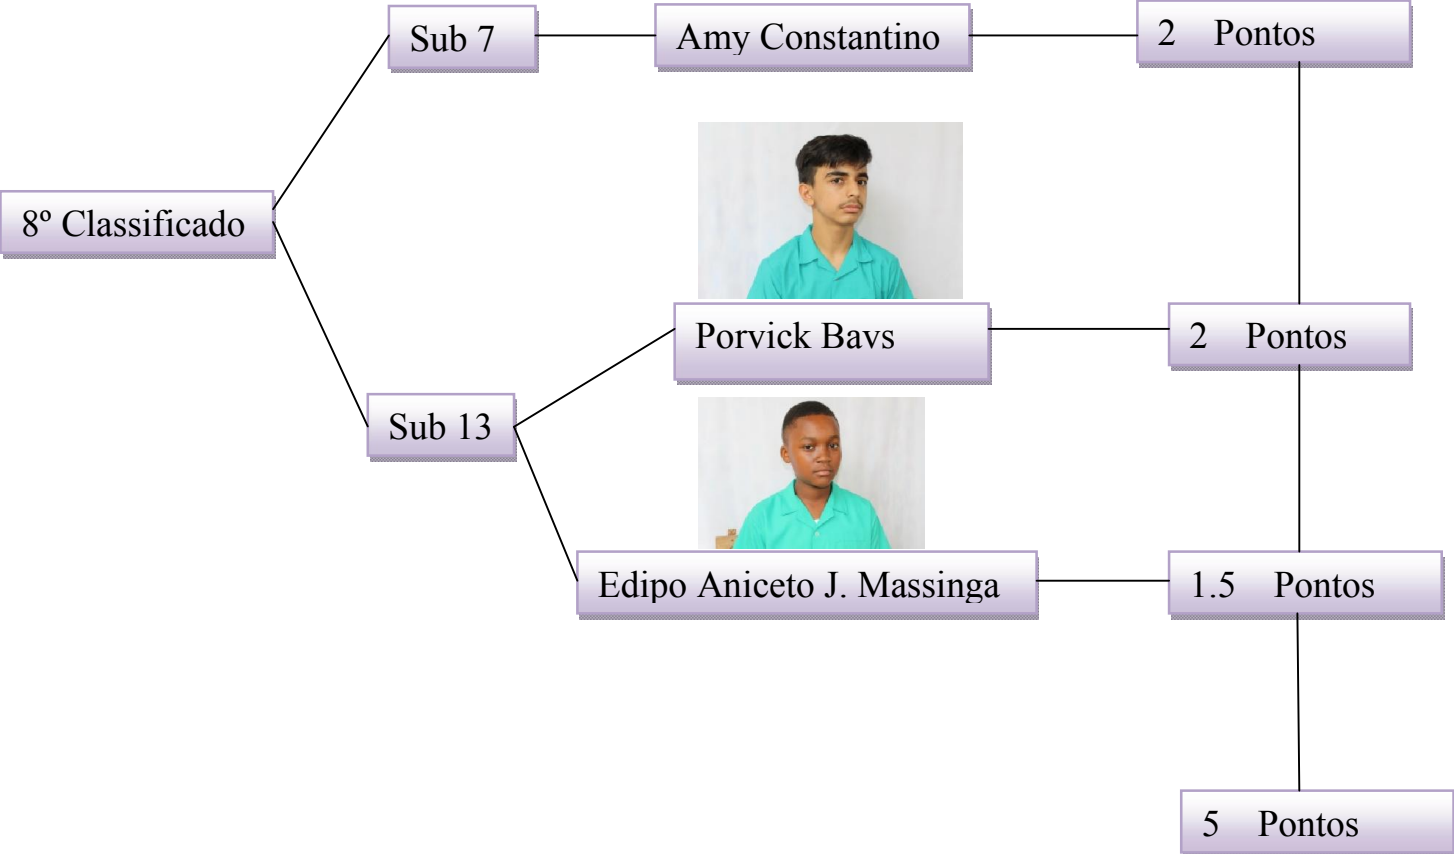 Sub 7
Amy Constantino
2 Pontos
8º Classificado
Porvick Bavs
2 Pontos
Sub 13
Edipo Aniceto J. Massinga
1.5 Pontos
5 Pontos